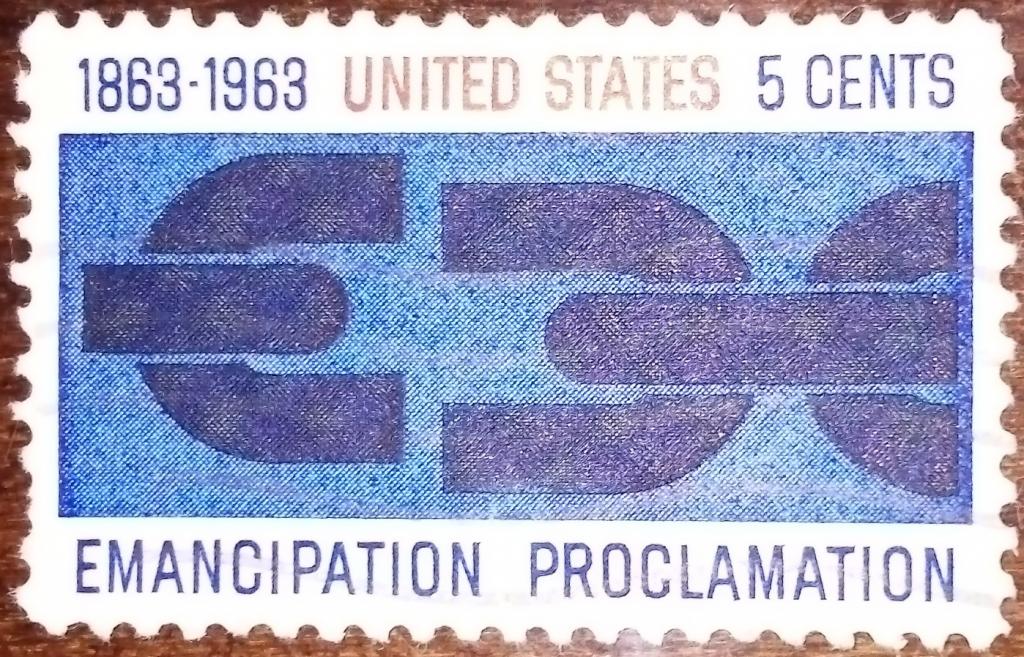 1863-1963 UNITED STATES 5 CENTS
EMANCIPATION PROCLAMATION